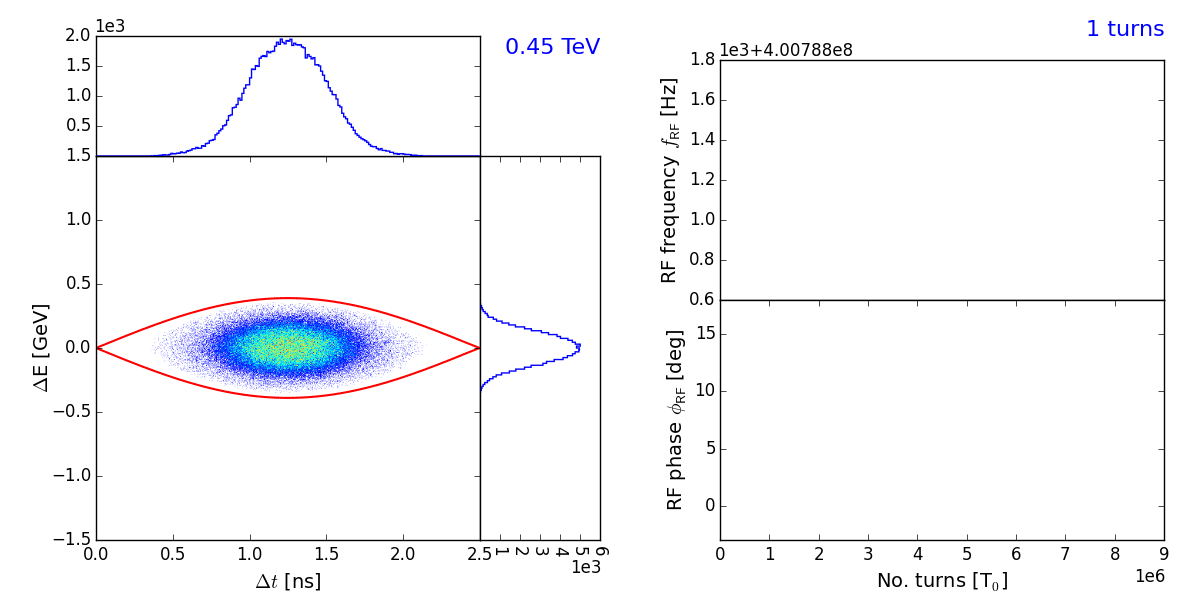 1e3
2.0
1.5
1.0
0.5
0.45 TeV
1.5
1.0
0.5
0.0
−0.5
−1.0
−1.5
ΔE [GeV]
0.0 0.5 1.0 1.5 2.0 2.5
Δt [ns]
1 2 3 4 5 6
1e3
1 turns
1e3+4.00788e8
1.8
1.6
1.4
1.2
1.0
0.8
0.6
RF frequency f_RF [Hz]
15
10
5
0
RF phase ϕ_RF [deg]
0 1 2 3 4 5 6 7 8 9
1e6
No. turns [T₀]